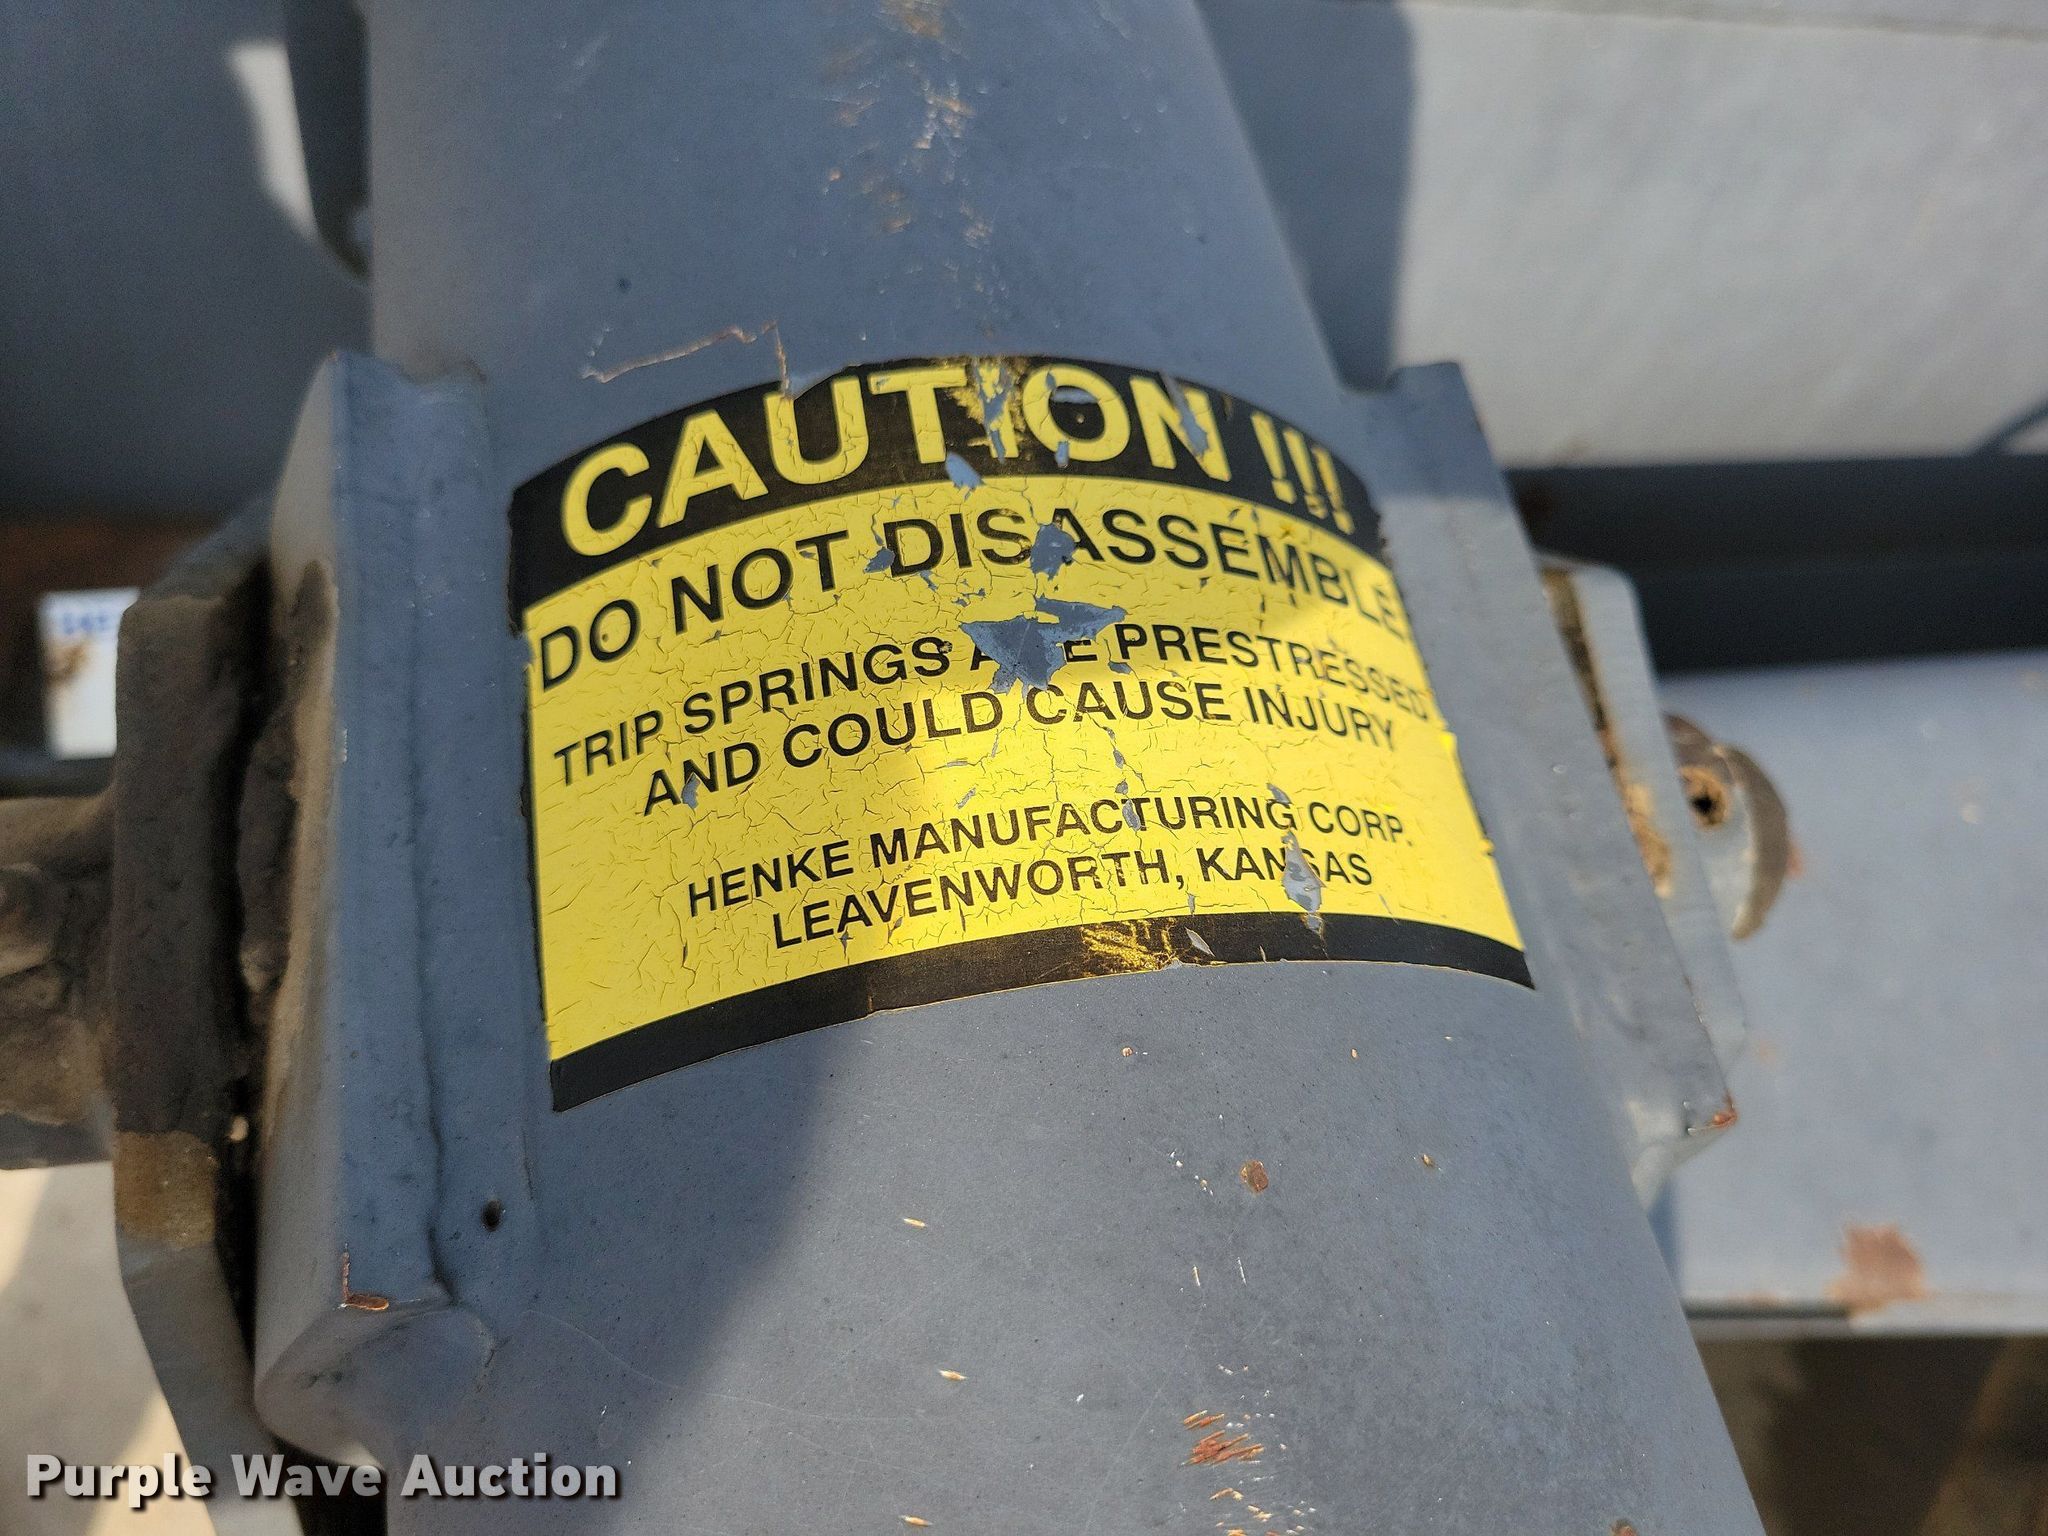 CAUTION !!!
DO NOT DISASSEMBLE
TRIP SPRINGS ARE PRESTRESSED
AND COULD CAUSE INJURY
HENKE MANUFACTURING CORP.
LEAVENWORTH, KANSAS
Purple Wave Auction